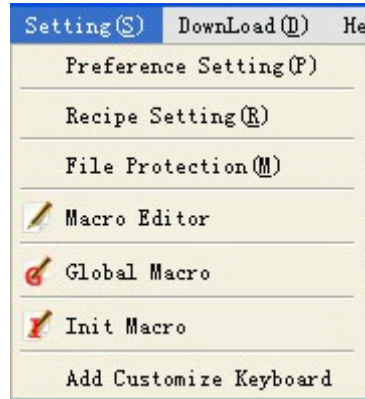 Setting(S) DownLoad(D) He
Preference Setting(P)
Recipe Setting(R)
File Protection(M)
Macro Editor
Global Macro
Init Macro
Add Customize Keyboard